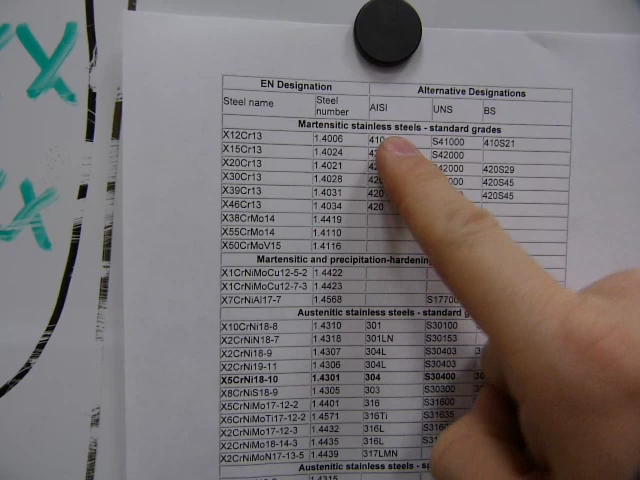 X
X
EN Designation Alternative Designations
Steel name Steel number AISI UNS BS
Martensitic stainless steels - standard grades
X12Cr13 1.4006 410 S41000 410S21
X15Cr13 1.4024 S42000
X20Cr13 1.4021 42000 420S29
X30Cr13 1.4028 420 420S45
X39Cr13 1.4031 420 420S45
X46Cr13 1.4034 420
X38CrMo14 1.4419
X55CrMo14 1.4110
X50CrMoV15 1.4116
Martensitic and precipitation-hardening
X1CrNiMoCu12-5-2 1.4422
X1CrNiMoCu12-7-3 1.4423
X7CrNiAl17-7 1.4568 S17700
Austenitic stainless steels - standard
X10CrNi18-8 1.4310 301 S30100
X2CrNiN18-7 1.4318 301LN S30153
X2CrNi18-9 1.4307 304L S30403
X2CrNi19-11 1.4306 304L S30403
X5CrNi18-10 1.4301 304 S30400
X8CrNiS18-9 1.4305 303 S30300
X5CrNiMo17-12-2 1.4401 316 S31600
X6CrNiMoTi17-12-2 1.4571 316Ti S31635
X2CrNiMo17-12-3 1.4432 316L
X2CrNiMo18-14-3 1.4435 316L
X2CrNiMoN17-13-5 1.4439 317LMN
Austenitic stainless steels